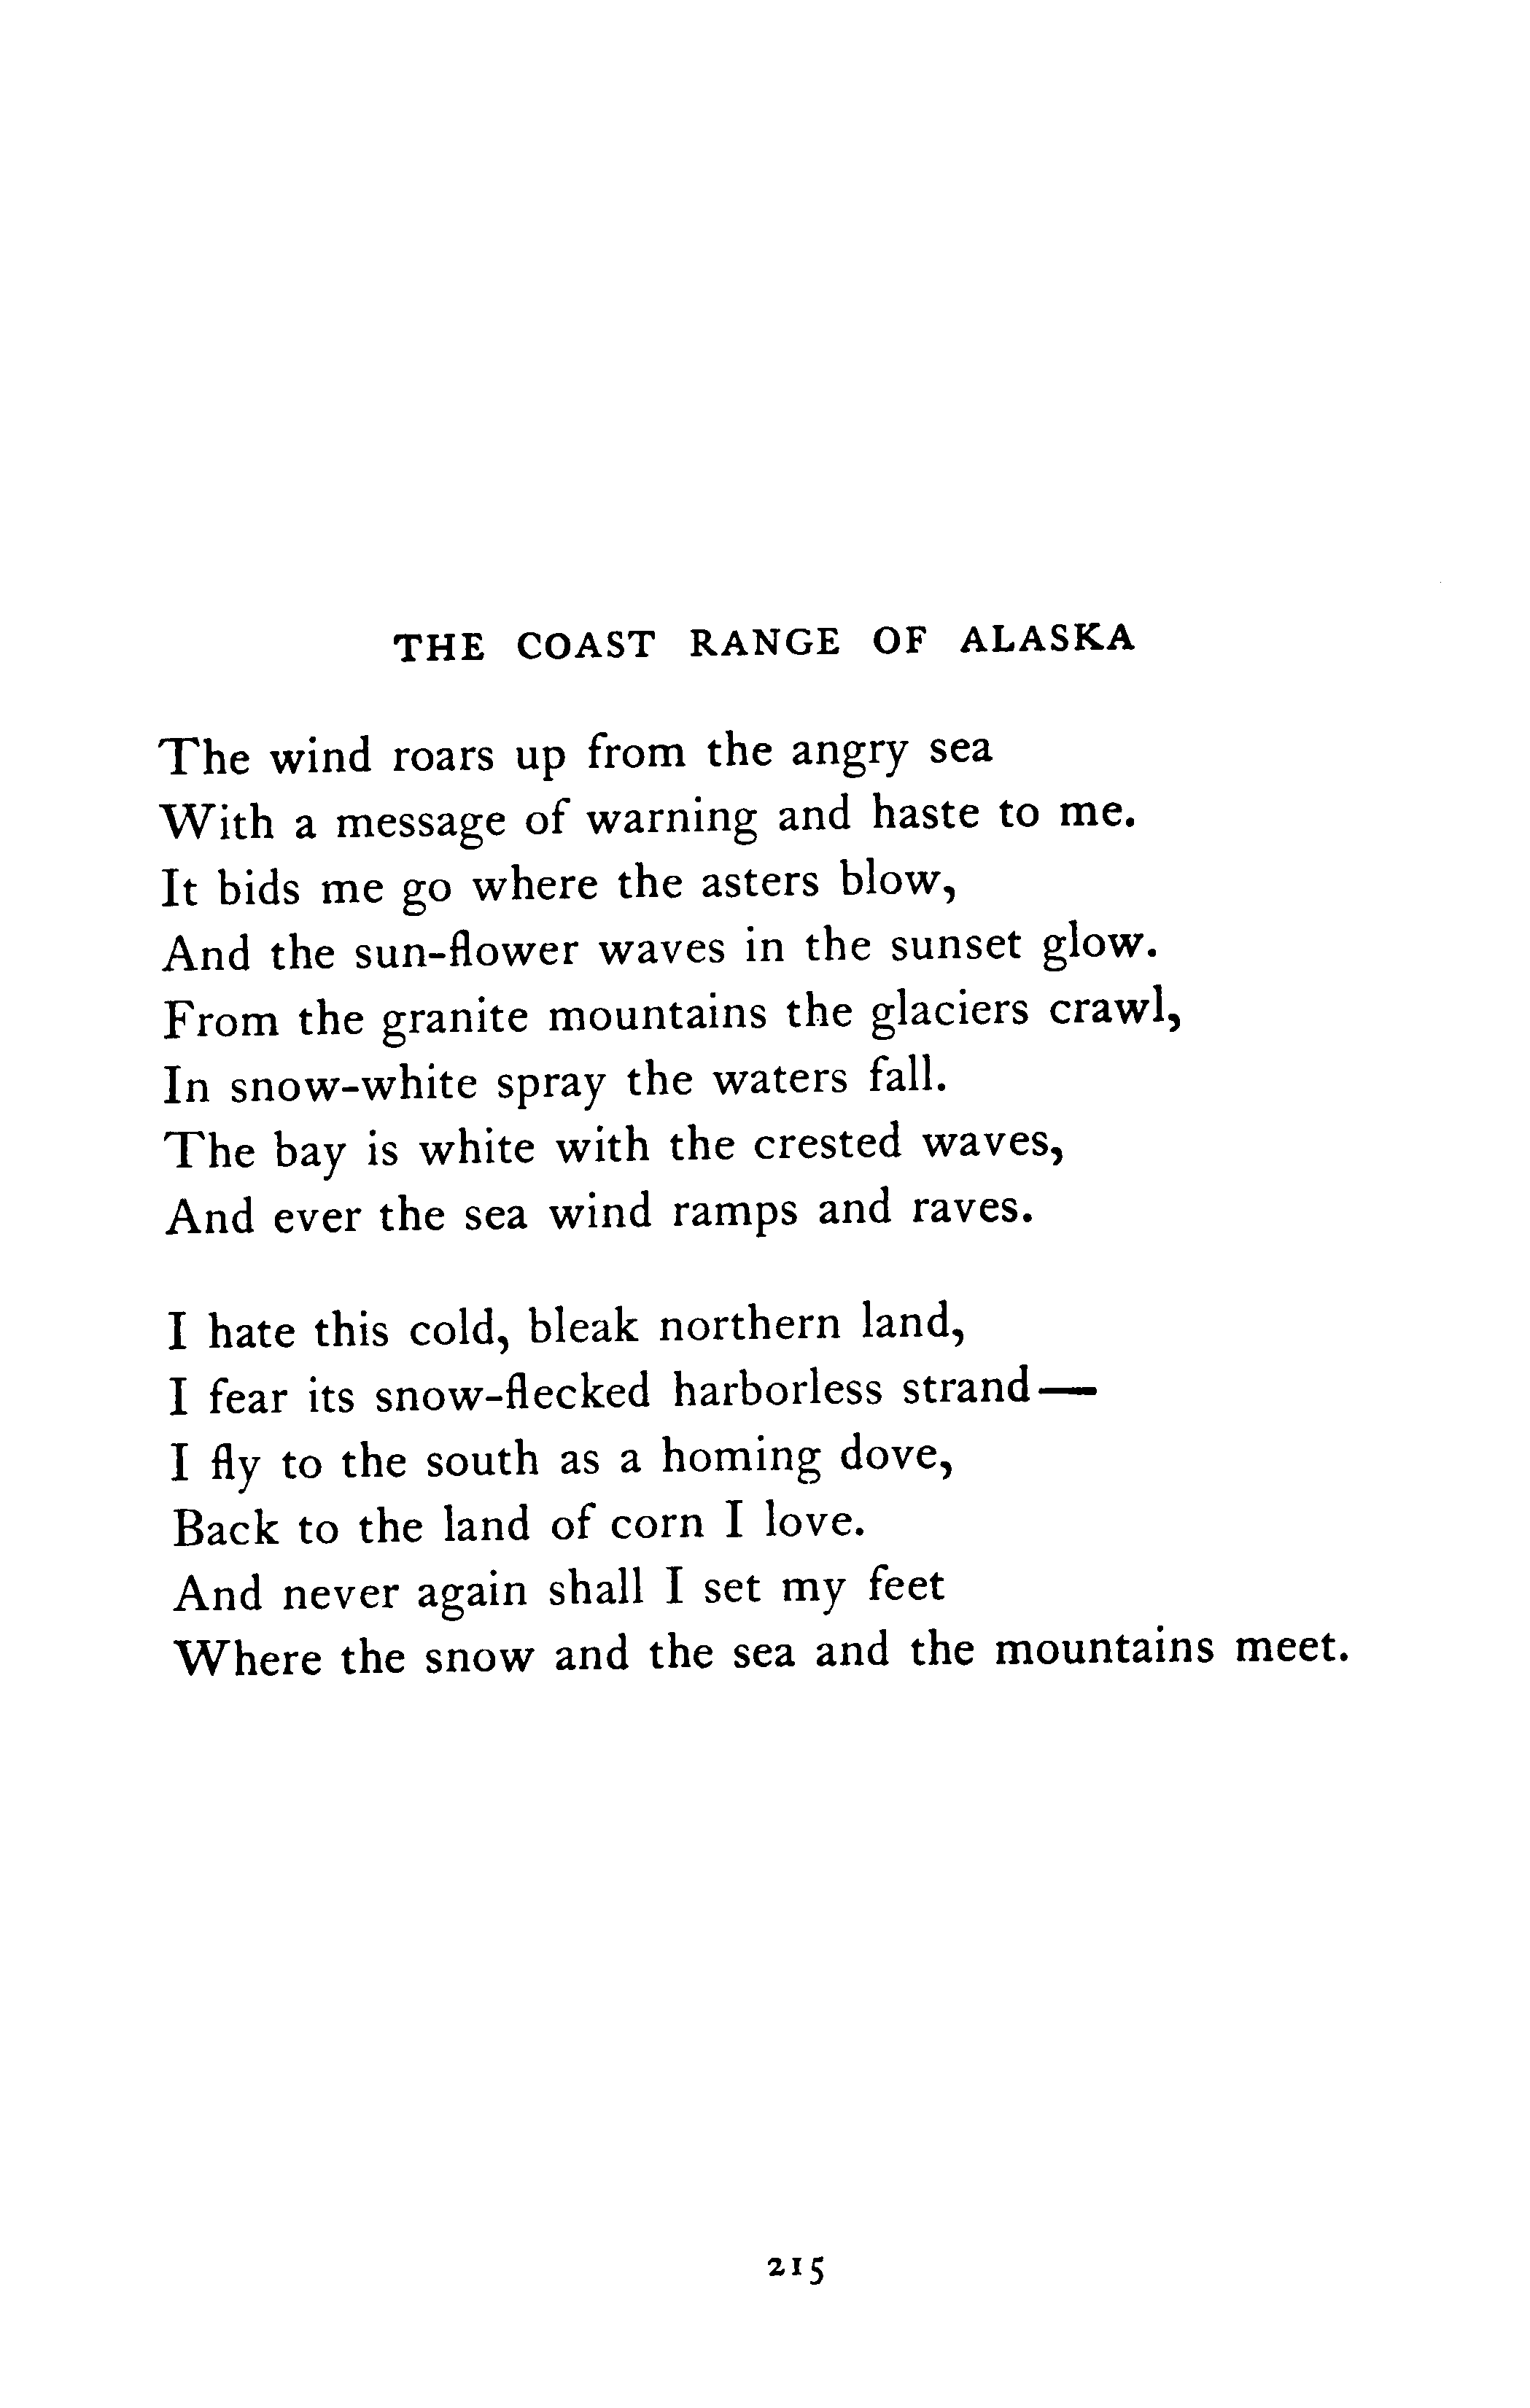 THE COAST RANGE OF ALASKA
The wind roars up from the angry sea
With a message of warning and haste to me.
It bids me go where the asters blow,
And the sun-flower waves in the sunset glow.
From the granite mountains the glaciers crawl,
In snow-white spray the waters fall.
The bay is white with the crested waves,
And ever the sea wind ramps and raves.
I hate this cold, bleak northern land,
I fear its snow-flecked harborless strand—
I fly to the south as a homing dove,
Back to the land of corn I love.
And never again shall I set my feet
Where the snow and the sea and the mountains meet.
215